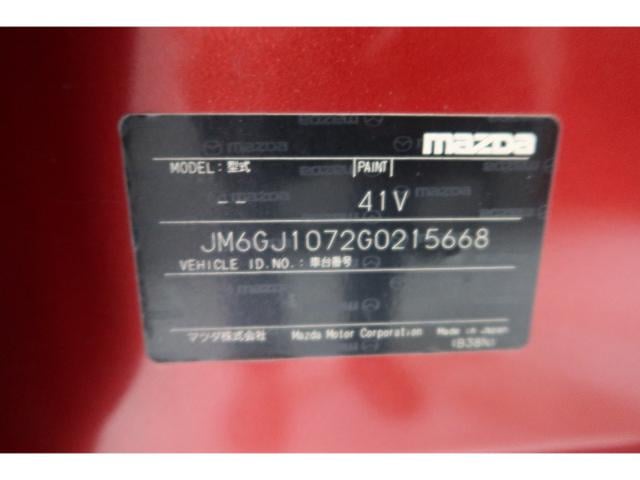 mazda
MODEL : 型式 PAINT
-- 41V
JM6GJ1072G0215668
VEHICLE ID.NO.: 車台番号
マツダ株式会社 Mazda Motor Corporation Made in Japan
(B38N)